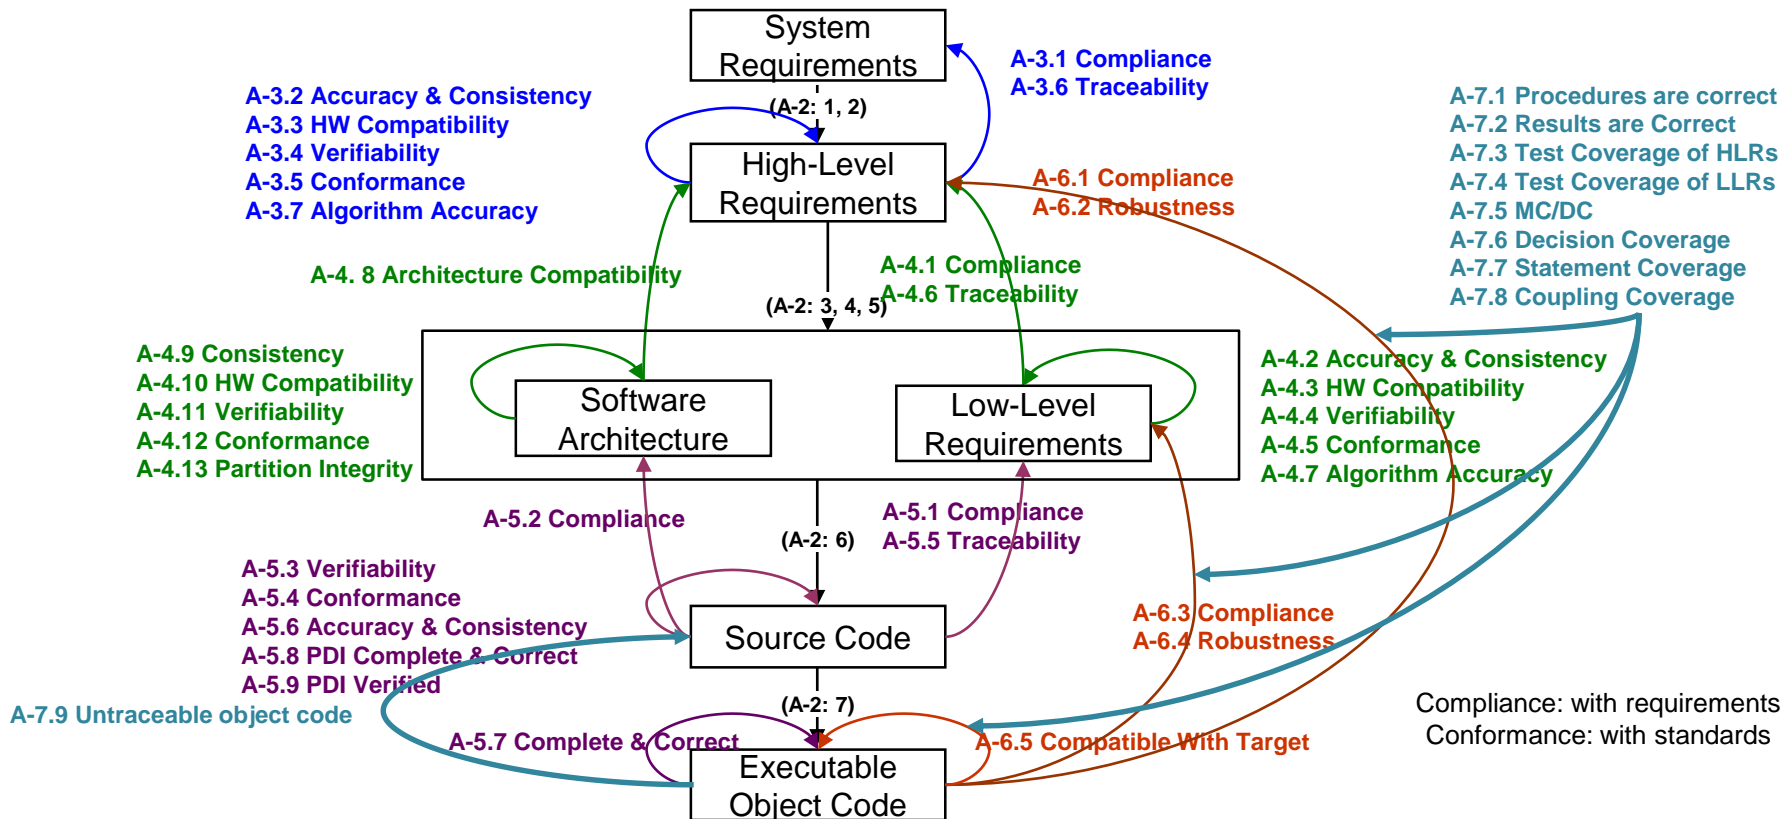 System
Requirements
A-3.1 Compliance
A-3.6 Traceability
A-3.2 Accuracy & Consistency
A-3.3 HW Compatibility
A-3.4 Verifiability
A-3.5 Conformance
A-3.7 Algorithm Accuracy
(A-2: 1, 2)
A-7.1 Procedures are correct
A-7.2 Results are Correct
A-7.3 Test Coverage of HLRs
A-7.4 Test Coverage of LLRs
A-7.5 MC/DC
A-7.6 Decision Coverage
A-7.7 Statement Coverage
A-7.8 Coupling Coverage
High-Level
Requirements
A-6.1 Compliance
A-6.2 Robustness
A-4. 8 Architecture Compatibility
A-4.1 Compliance
A-4.6 Traceability
(A-2: 3, 4, 5)
A-4.9 Consistency
A-4.10 HW Compatibility
A-4.11 Verifiability
A-4.12 Conformance
A-4.13 Partition Integrity
Software
Architecture
Low-Level
Requirements
A-4.2 Accuracy & Consistency
A-4.3 HW Compatibility
A-4.4 Verifiability
A-4.5 Conformance
A-4.7 Algorithm Accuracy
A-5.2 Compliance
A-5.1 Compliance
A-5.5 Traceability
(A-2: 6)
A-5.3 Verifiability
A-5.4 Conformance
A-5.6 Accuracy & Consistency
A-5.8 PDI Complete & Correct
A-5.9 PDI Verified
Source Code
A-6.3 Compliance
A-6.4 Robustness
A-7.9 Untraceable object code
(A-2: 7)
A-5.7 Complete & Correct
A-6.5 Compatible With Target
Executable
Object Code
Compliance: with requirements
Conformance: with standards